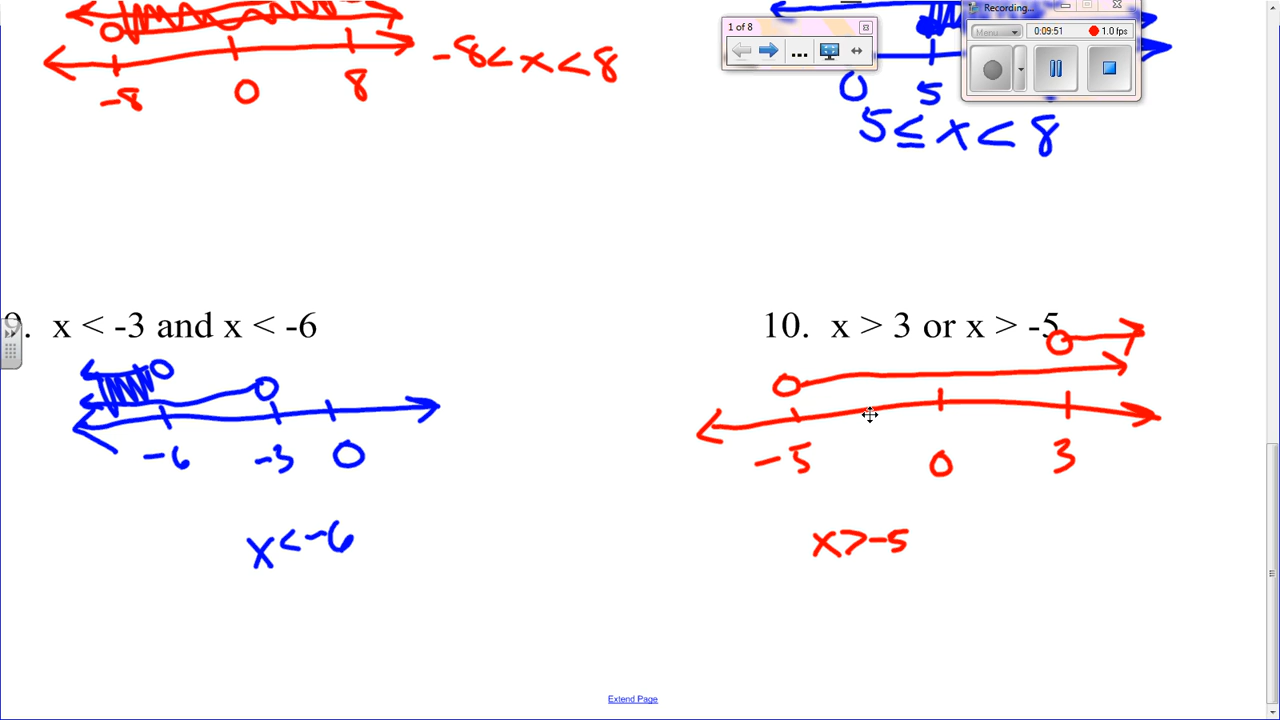 1 of 8
Recording...
Menu
0:09:51
1.0 fps
-8 0 8
-8 < x < 8
0 5
5 ≤ x < 8
9. x < -3 and x < -6
-6 -3 0
x < -6
10. x > 3 or x > -5
-5 0 3
x > -5
Extend Page